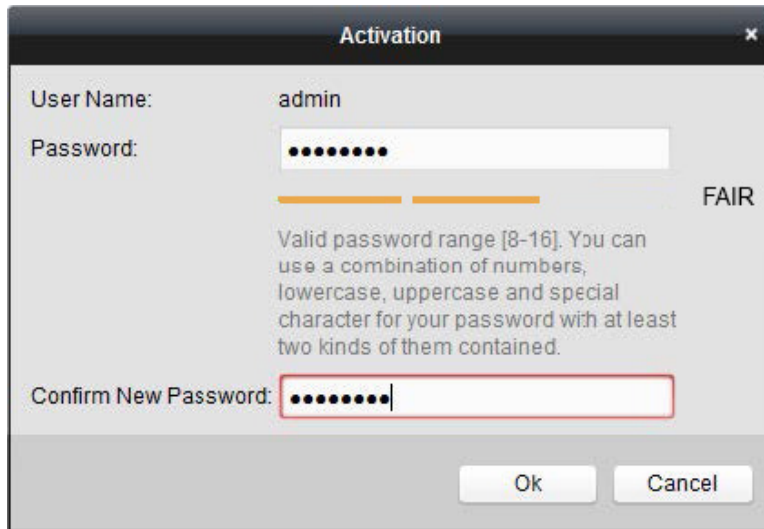 Activation
User Name: admin
Password: ••••••••
FAIR
Valid password range [8-16]. You can
use a combination of numbers,
lowercase, uppercase and special
character for your password with at least
two kinds of them contained.
Confirm New Password: ••••••••
Ok Cancel